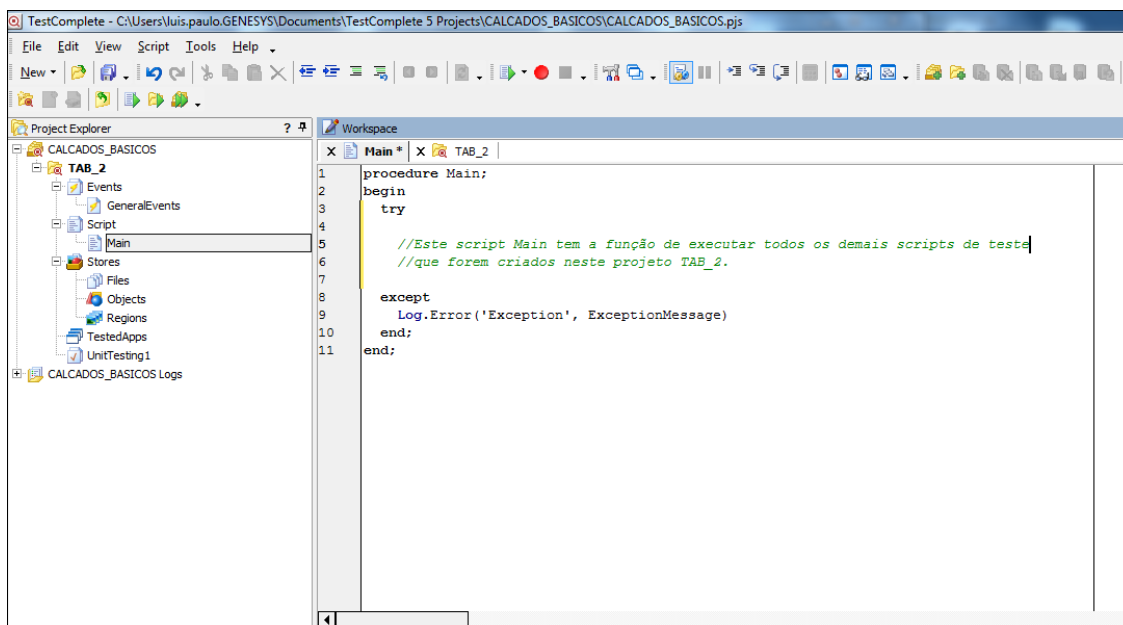 TestComplete - C:\Users\luis.paulo.GENESYS\Documents\TestComplete 5 Projects\CALCADOS_BASICOS\CALCADOS_BASICOS.pjs
File Edit View Script Tools Help
New
Project Explorer ?
CALCADOS_BASICOS
TAB_2
Events
GeneralEvents
Script
Main
Stores
Files
Objects
Regions
TestedApps
UnitTesting1
CALCADOS_BASICOS Logs
Workspace
X Main * X TAB_2
1 procedure Main;
2 begin
3 try
4
5 //Este script Main tem a função de executar todos os demais scripts de teste
6 //que forem criados neste projeto TAB_2.
7
8 except
9 Log.Error('Exception', ExceptionMessage)
10 end;
11 end;